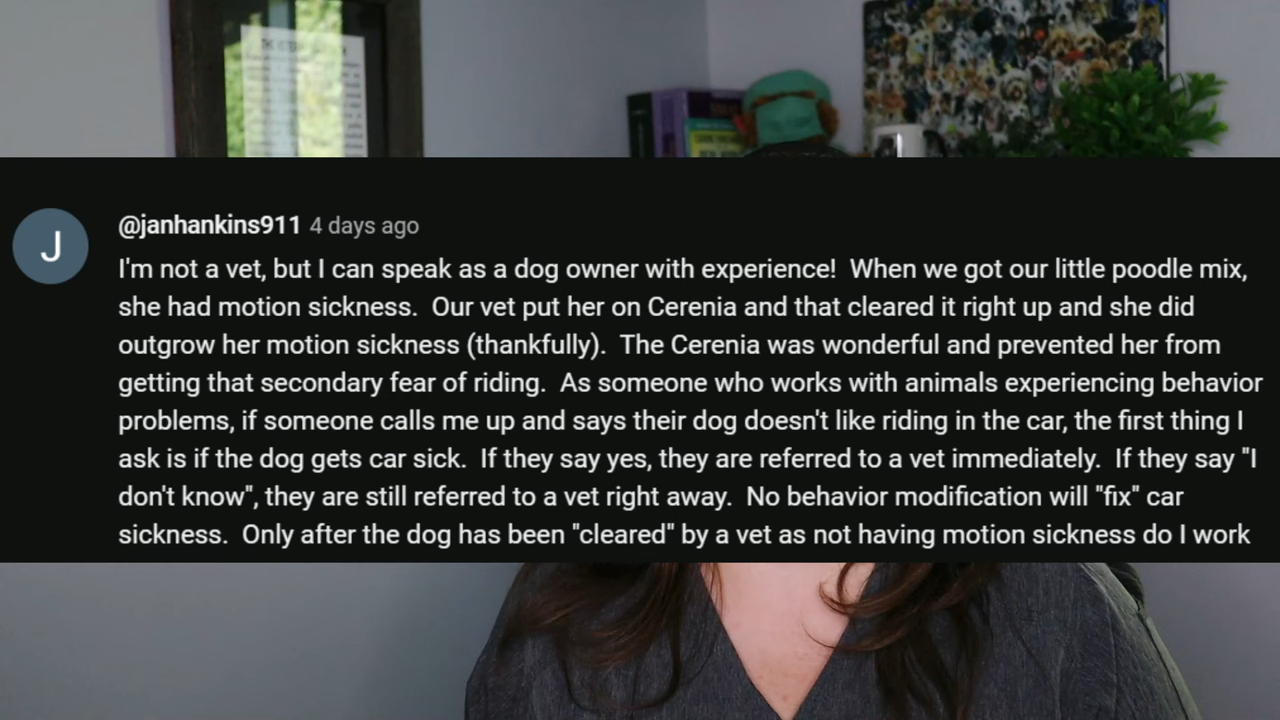 J
@janhankins911 4 days ago
I'm not a vet, but I can speak as a dog owner with experience!  When we got our little poodle mix,
she had motion sickness.  Our vet put her on Cerenia and that cleared it right up and she did
outgrow her motion sickness (thankfully).  The Cerenia was wonderful and prevented her from
getting that secondary fear of riding.  As someone who works with animals experiencing behavior
problems, if someone calls me up and says their dog doesn't like riding in the car, the first thing I
ask is if the dog gets car sick.  If they say yes, they are referred to a vet immediately.  If they say "I
don't know", they are still referred to a vet right away.  No behavior modification will "fix" car
sickness.  Only after the dog has been "cleared" by a vet as not having motion sickness do I work